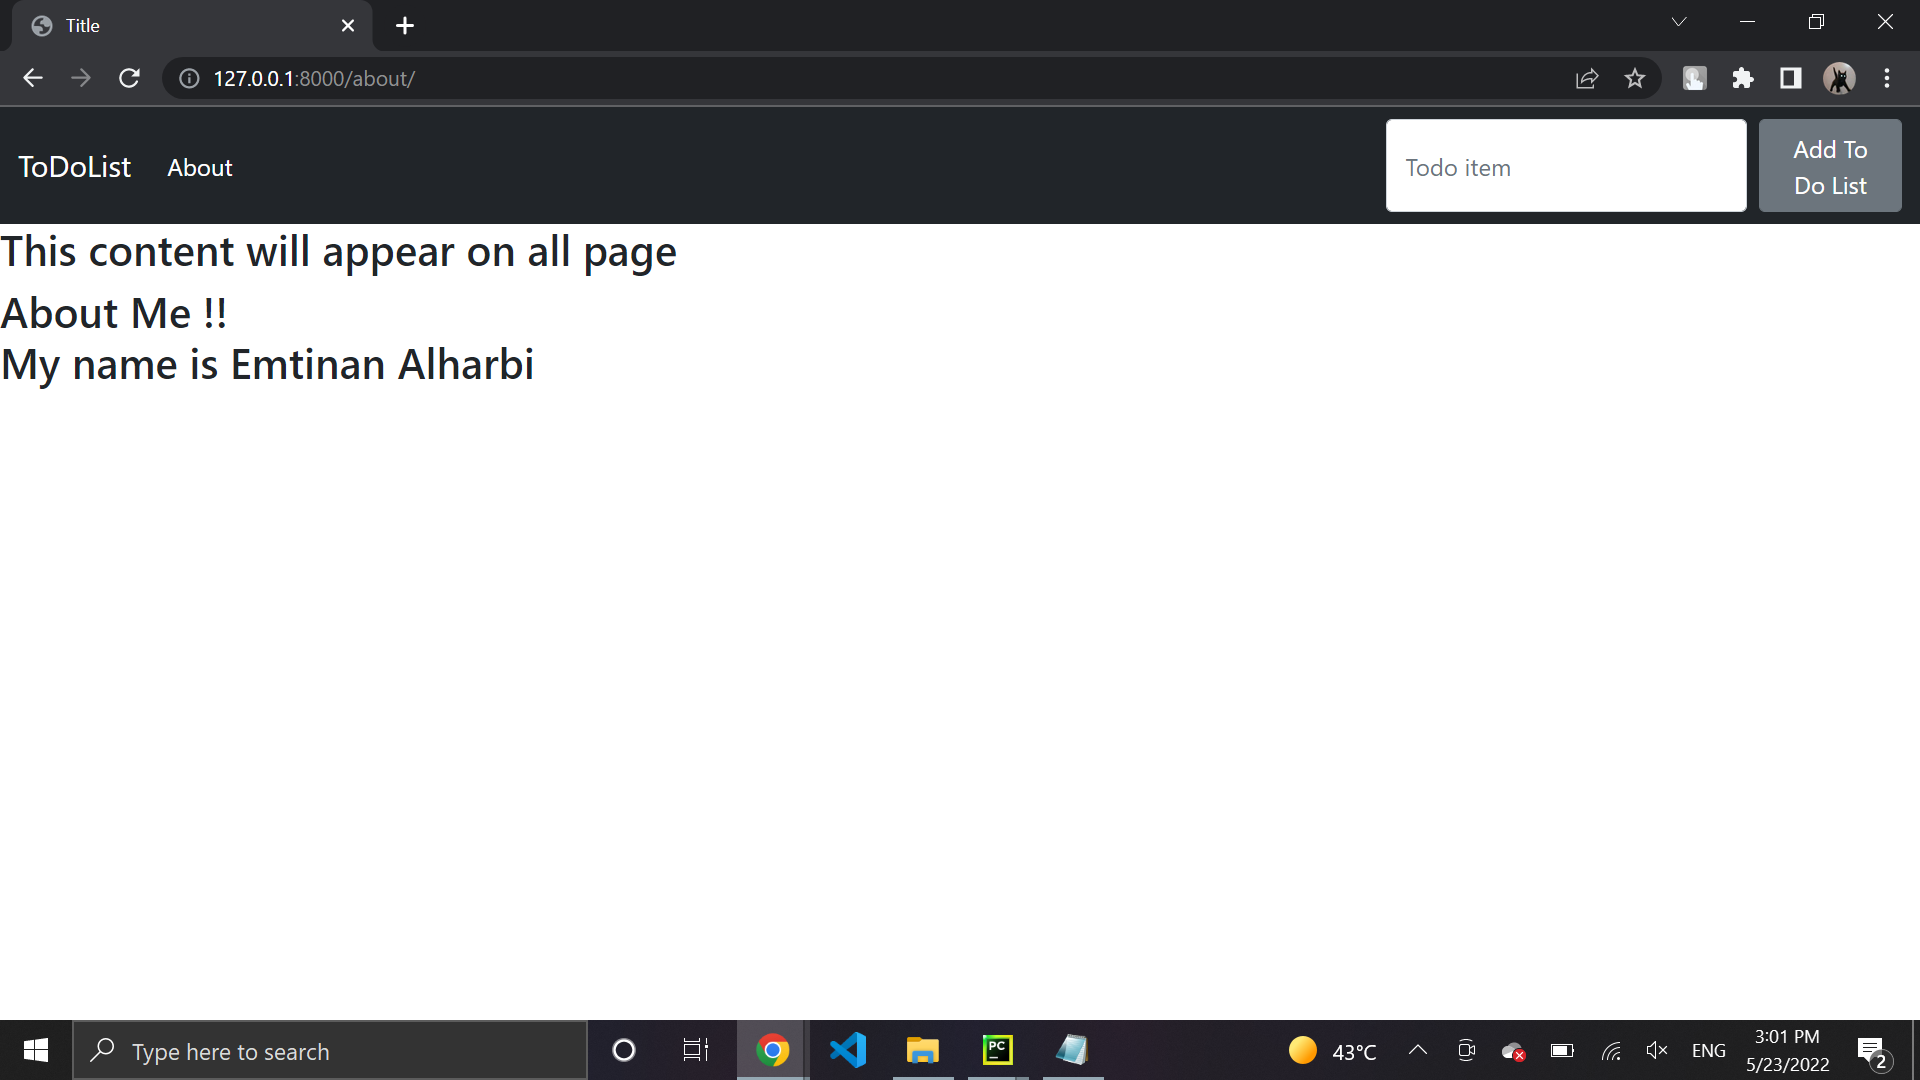 Title
127.0.0.1:8000/about/
ToDoList About Todo item Add To
Do List
This content will appear on all page
About Me !!
My name is Emtinan Alharbi
Type here to search
PC
43°C
ENG
3:01 PM
5/23/2022
2